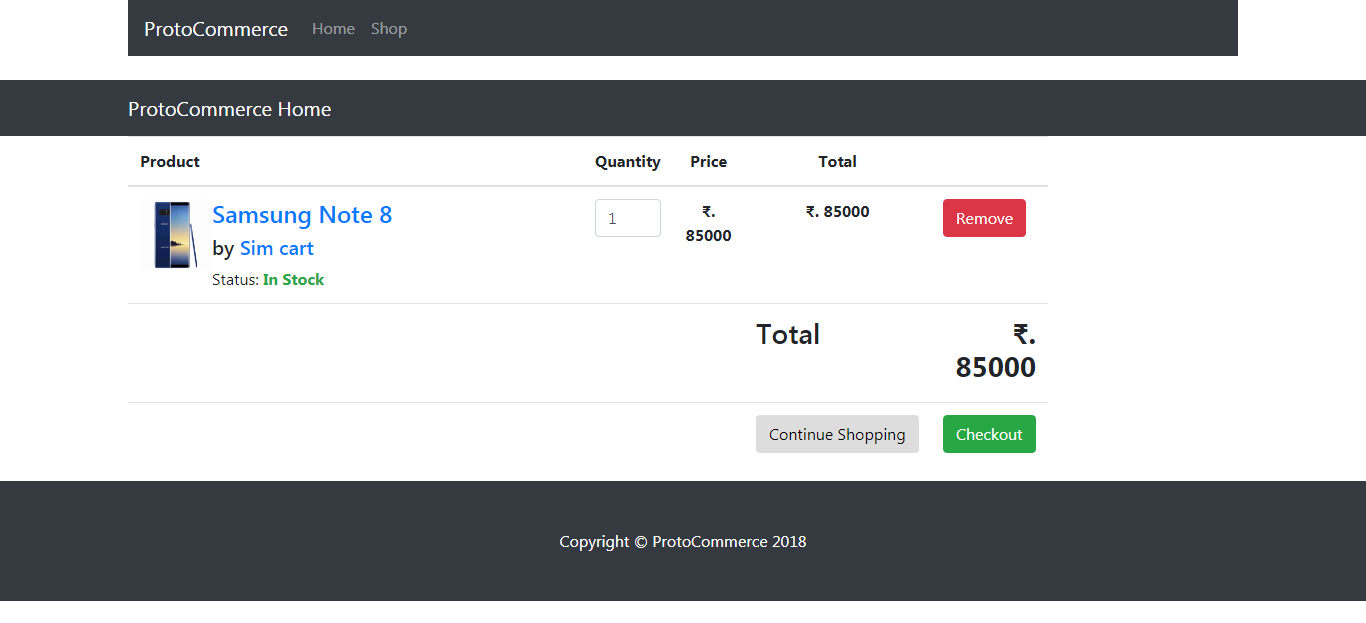 ProtoCommerce Home Shop
ProtoCommerce Home
Product Quantity Price Total
Samsung Note 8 1 ₹. ₹. 85000 Remove
85000
by Sim cart
Status: In Stock
Total ₹.
85000
Continue Shopping Checkout
Copyright © ProtoCommerce 2018